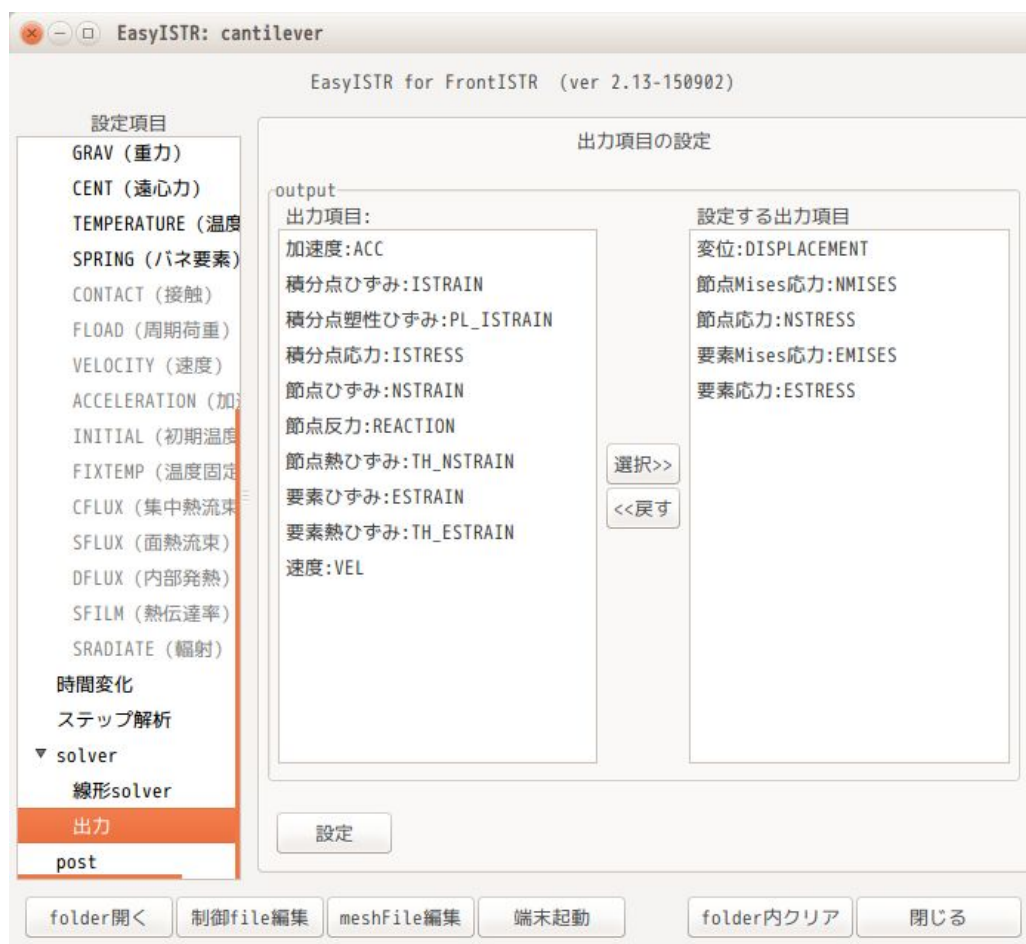 EasyISTR: cantilever
EasyISTR for FrontISTR (ver 2.13-150902)
設定項目
GRAV (重力)
CENT (遠心力)
TEMPERATURE (温度
SPRING (バネ要素)
CONTACT (接触)
FLOAD (周期荷重)
VELOCITY (速度)
ACCELERATION (加速
INITIAL (初期温度
FIXTEMP (温度固定
CFLUX (集中熱流束
SFLUX (面熱流束)
DFLUX (内部発熱)
SFILM (熱伝達率)
SRADIATE (輻射)
時間変化
ステップ解析
solver
線形solver
出力
post
出力項目の設定
output
出力項目:
加速度:ACC
積分点ひずみ:ISTRAIN
積分点塑性ひずみ:PL_ISTRAIN
積分点応力:ISTRESS
節点ひずみ:NSTRAIN
節点反力:REACTION
節点熱ひずみ:TH_NSTRAIN
要素ひずみ:ESTRAIN
要素熱ひずみ:TH_ESTRAIN
速度:VEL
選択>>
<<戻す
設定する出力項目
変位:DISPLACEMENT
節点Mises応力:NMISES
節点応力:NSTRESS
要素Mises応力:EMISES
要素応力:ESTRESS
設定
folder開く 制御file編集 meshFile編集 端末起動 folder内クリア 閉じる